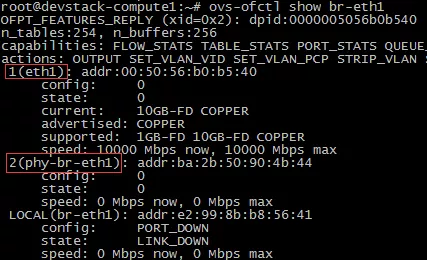 root@devstack-compute1:~# ovs-ofctl show br-eth1
OFPT_FEATURES_REPLY (xid=0x2): dpid:0000005056b0b540
n_tables:254, n_buffers:256
capabilities: FLOW_STATS TABLE_STATS PORT_STATS QUEUE_
actions: OUTPUT SET_VLAN_VID SET_VLAN_PCP STRIP_VLAN
1(eth1): addr:00:50:56:b0:b5:40
config: 0
state: 0
current: 10GB-FD COPPER
advertised: COPPER
supported: 1GB-FD 10GB-FD COPPER
speed: 10000 Mbps now, 10000 Mbps max
2(phy-br-eth1): addr:ba:2b:50:90:4b:44
config: 0
state: 0
speed: 0 Mbps now, 0 Mbps max
LOCAL(br-eth1): addr:e2:99:8b:b8:56:41
config: PORT_DOWN
state: LINK_DOWN
speed: 0 Mbps now, 0 Mbps max